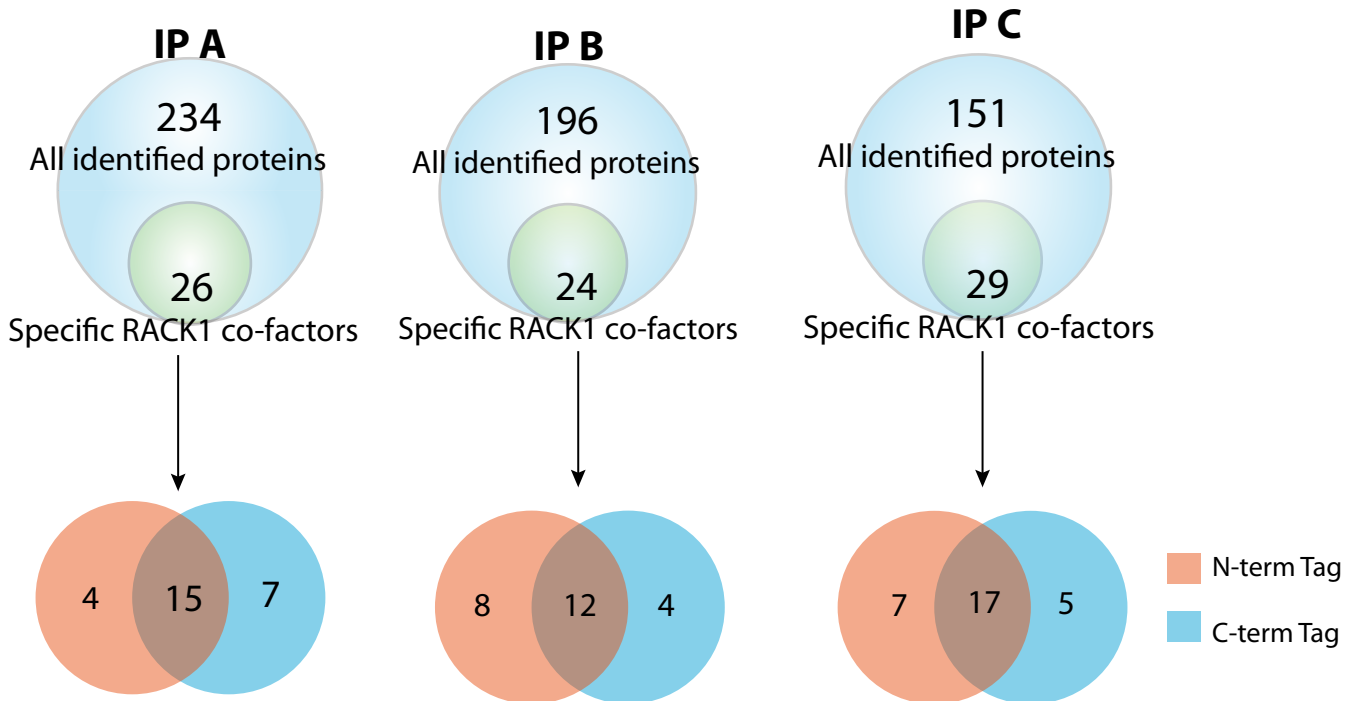 IP A
234
All identified proteins
26
Specific RACK1 co-factors
4
15
7
IP B
196
All identified proteins
24
Specific RACK1 co-factors
8
12
4
IP C
151
All identified proteins
29
Specific RACK1 co-factors
7
17
5
N-term Tag
C-term Tag